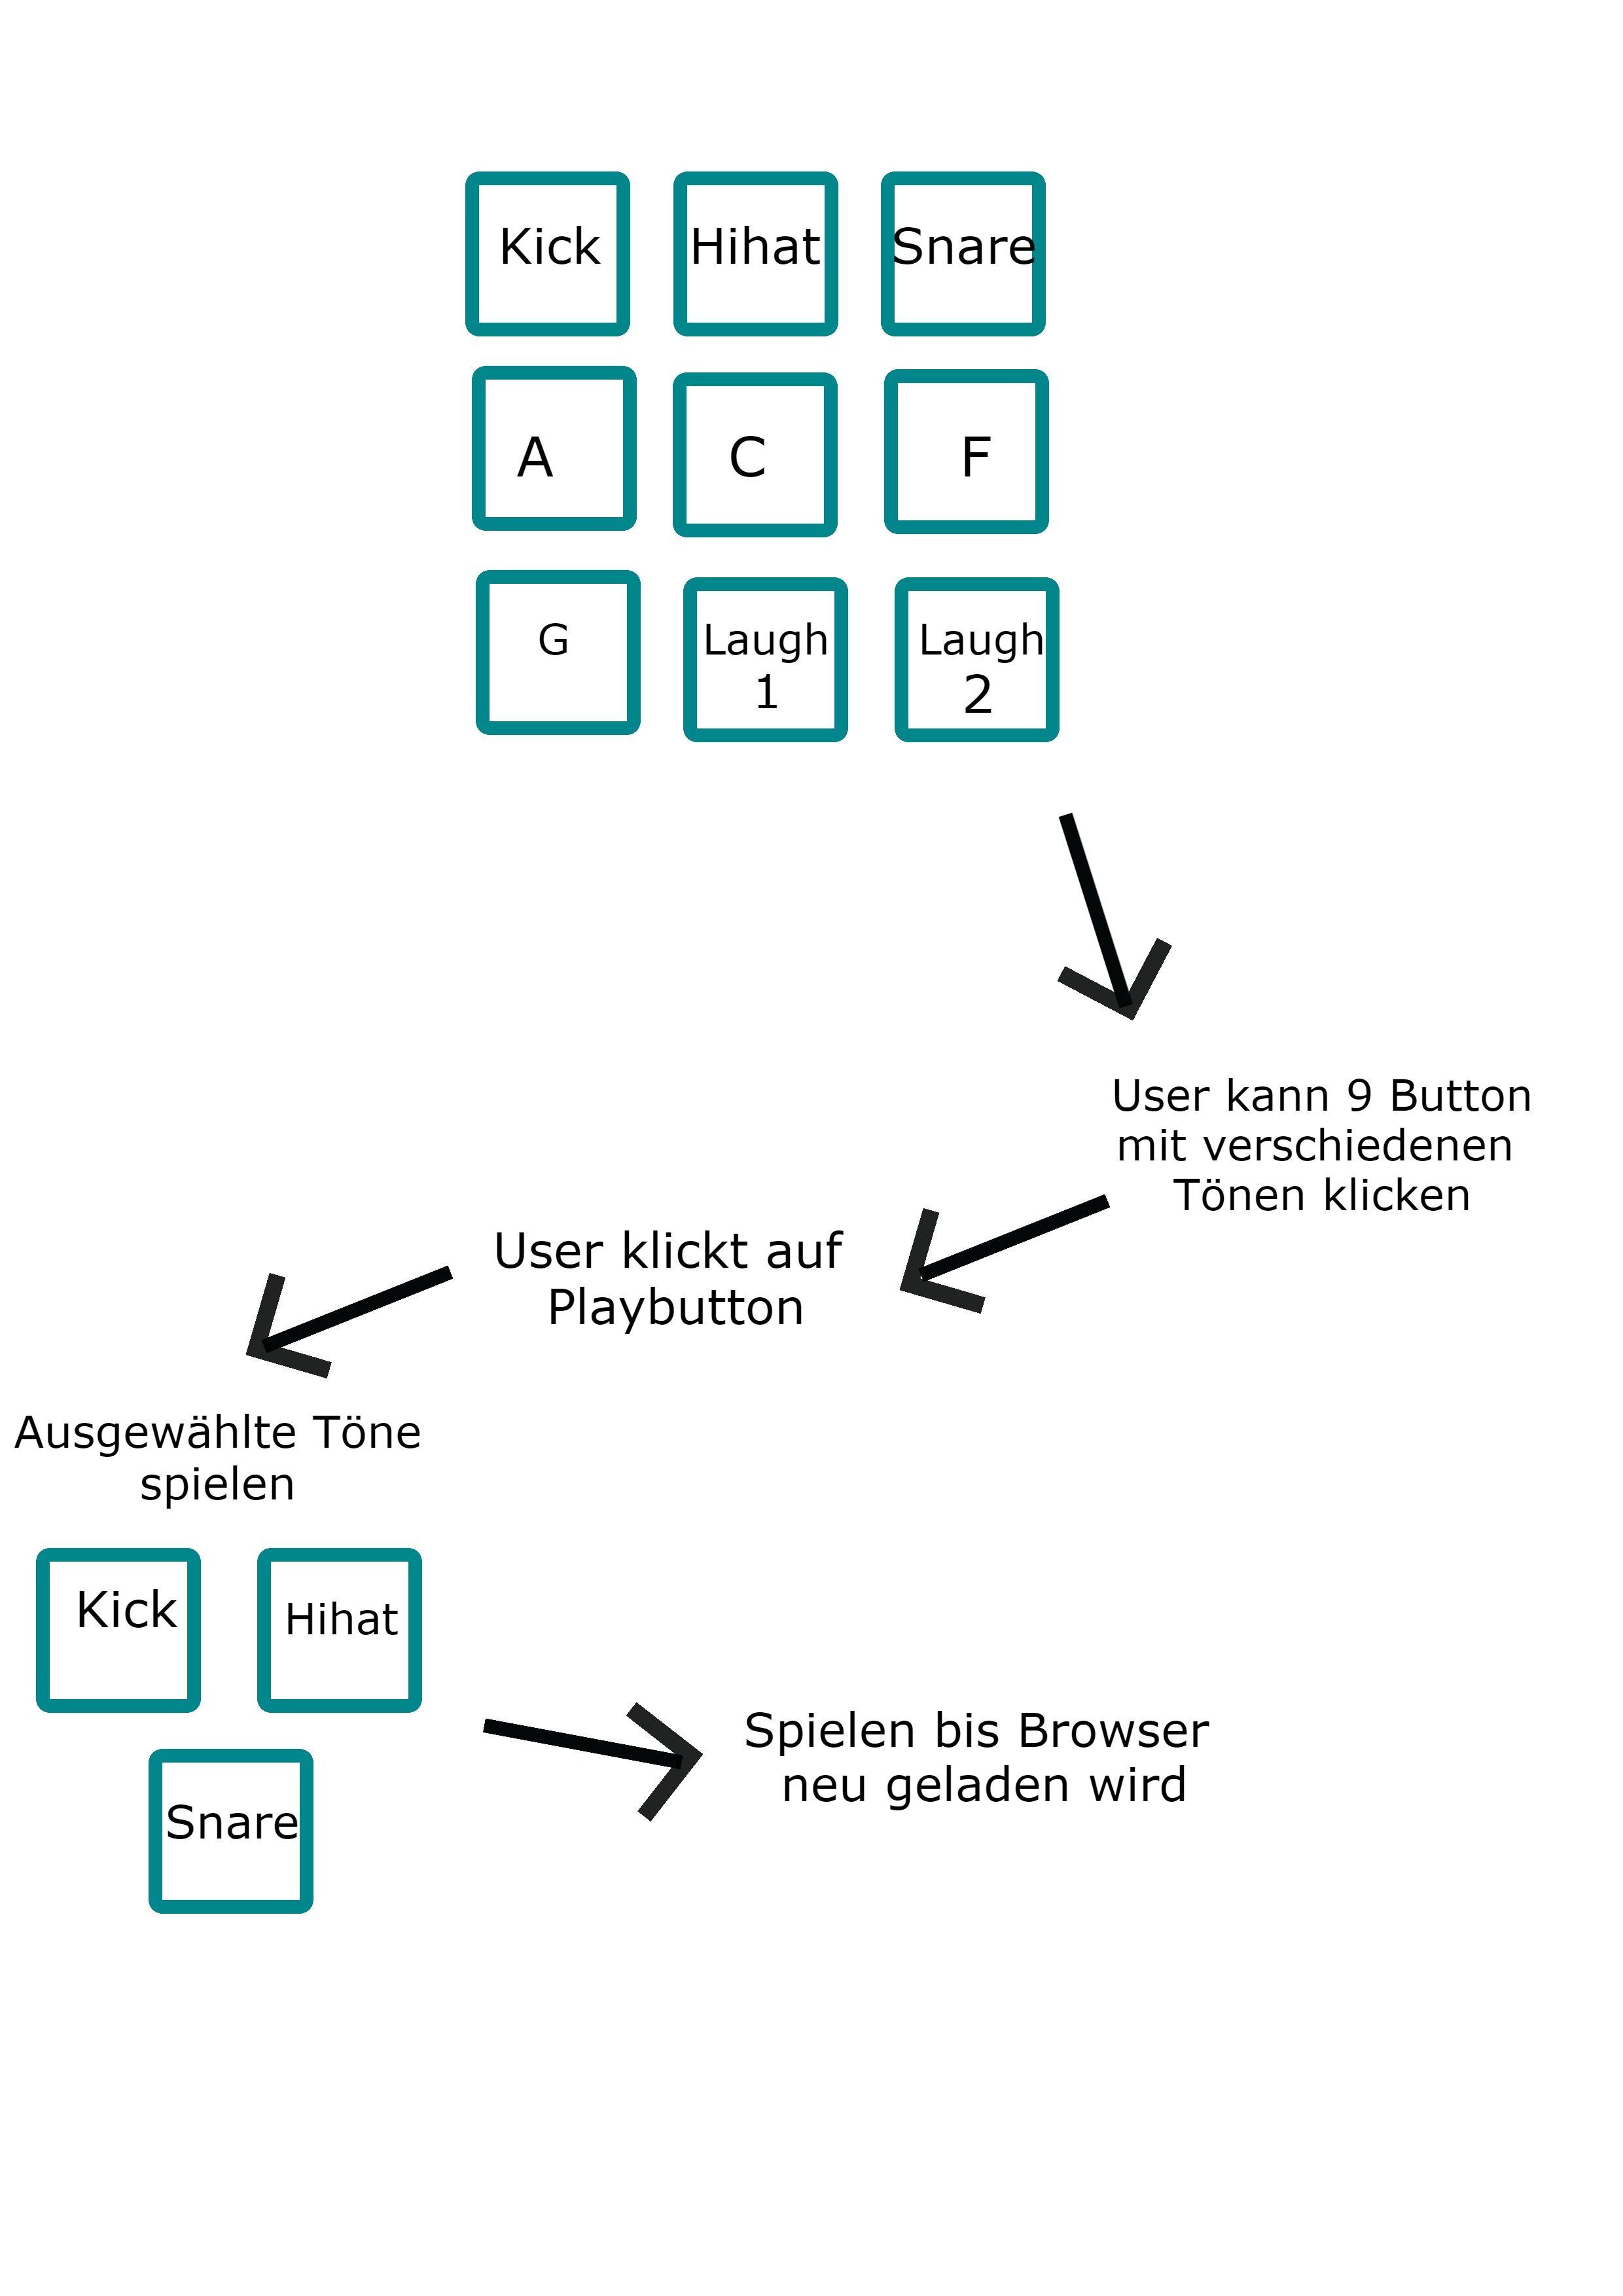 Kick
Hihat
Snare
A
C
F
G
Laugh
1
Laugh
2
User kann 9 Button
mit verschiedenen
Tönen klicken
User klickt auf
Playbutton
Ausgewählte Töne
spielen
Kick
Hihat
Snare
Spielen bis Browser
neu geladen wird